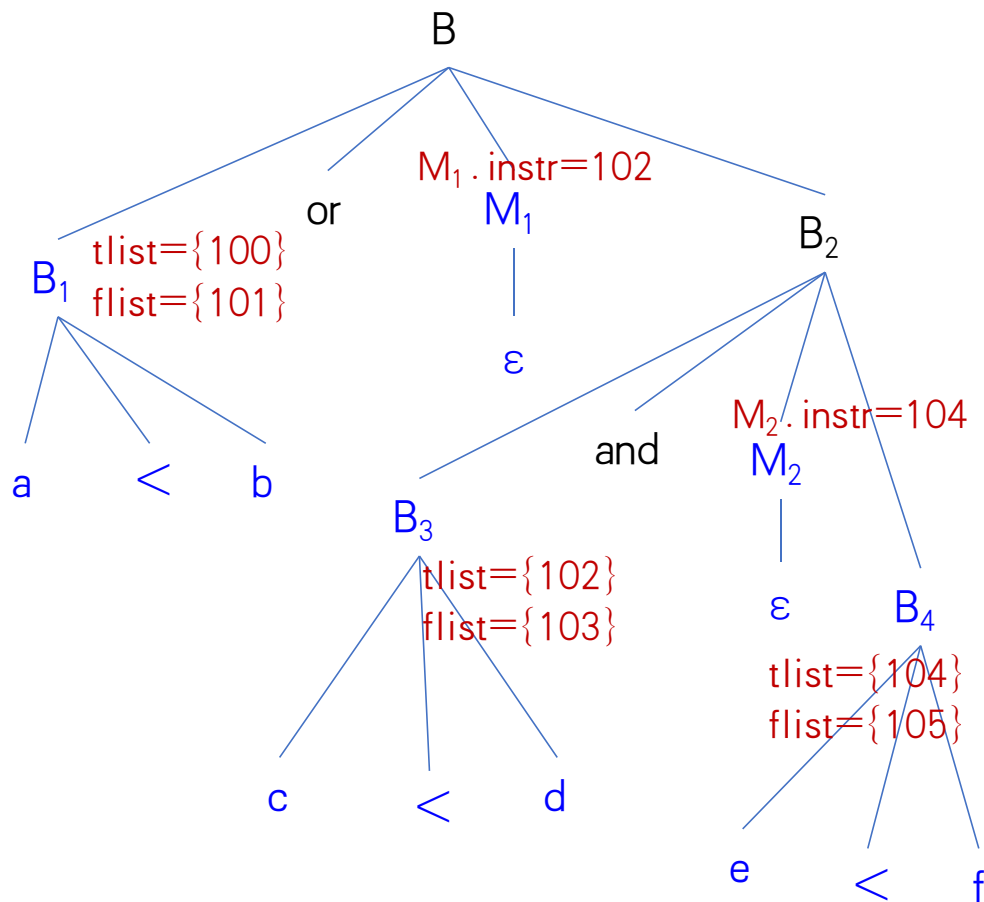 B
M₁.instr=102
or
M₁
B₂
tlist={100}
B₁
flist={101}
ε
M₂.instr=104
and
M₂
a
<
b
B₃
tlist={102}
flist={103}
ε
B₄
tlist={104}
flist={105}
c
<
d
e
<
f